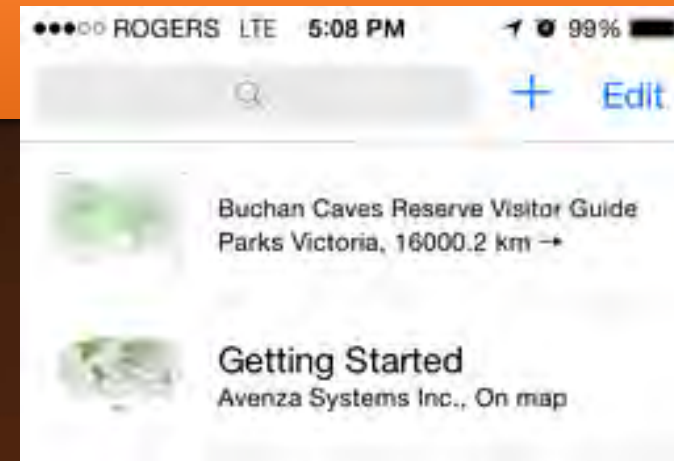 ●●●○○ ROGERS LTE 5:08 PM 99%
+ Edit
Buchan Caves Reserve Visitor Guide
Parks Victoria, 16000.2 km →
Getting Started
Avenza Systems Inc., On map